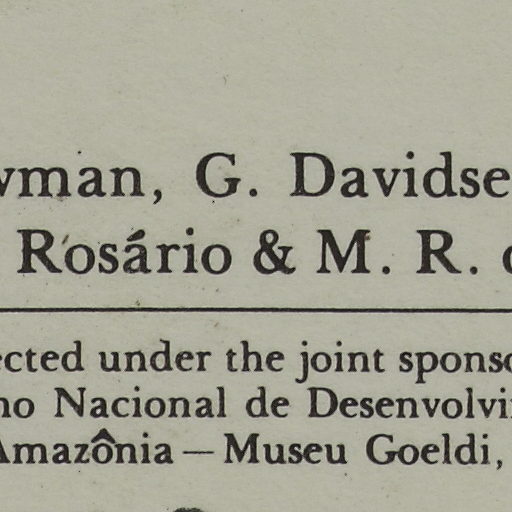 wman, G. Davidse
Rosário & M. R. d
ected under the joint sponso
no Nacional de Desenvolvi
Amazônia — Museu Goeldi,